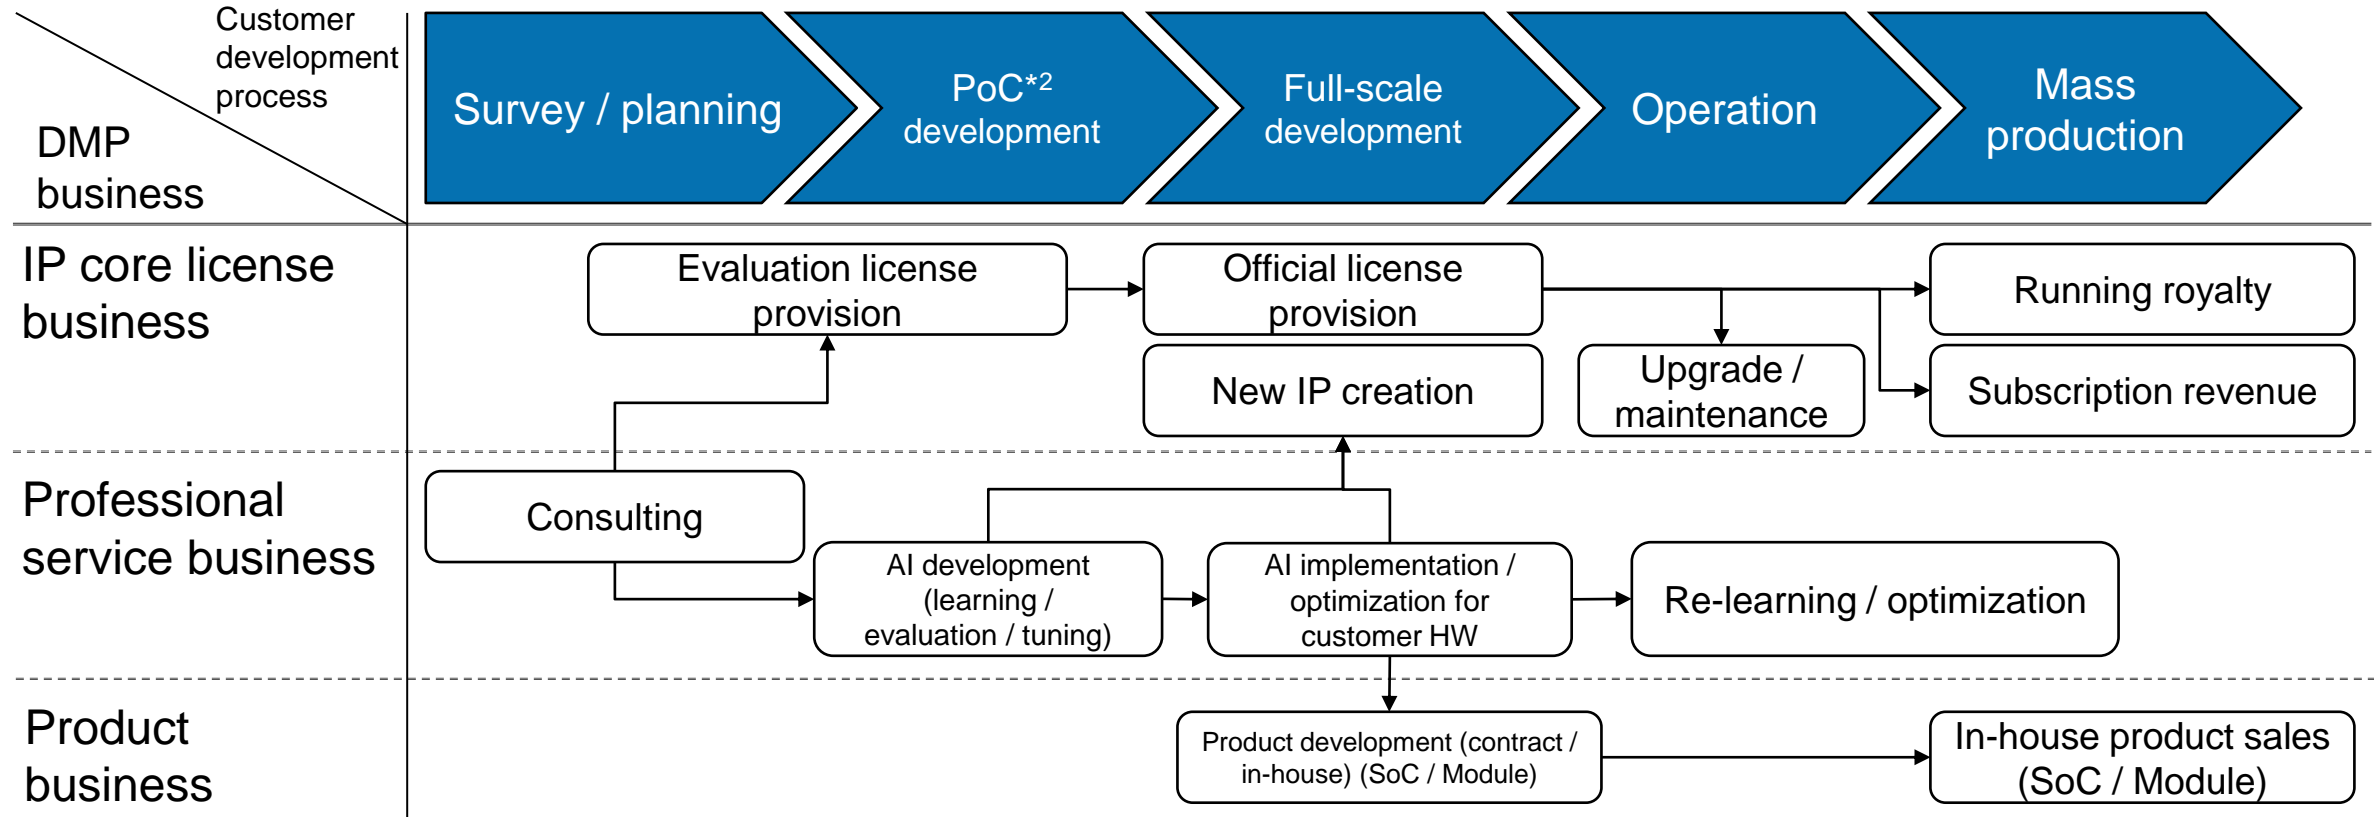 Customer
development
process
DMP
business
Survey / planning
PoC*2
development
Full-scale
development
Operation
Mass
production
IP core license
business
Evaluation license
provision
Official license
provision
Running royalty
New IP creation
Upgrade /
maintenance
Subscription revenue
Professional
service business
Consulting
AI development
(learning /
evaluation / tuning)
AI implementation /
optimization for
customer HW
Re-learning / optimization
Product
business
Product development (contract /
in-house) (SoC / Module)
In-house product sales
(SoC / Module)